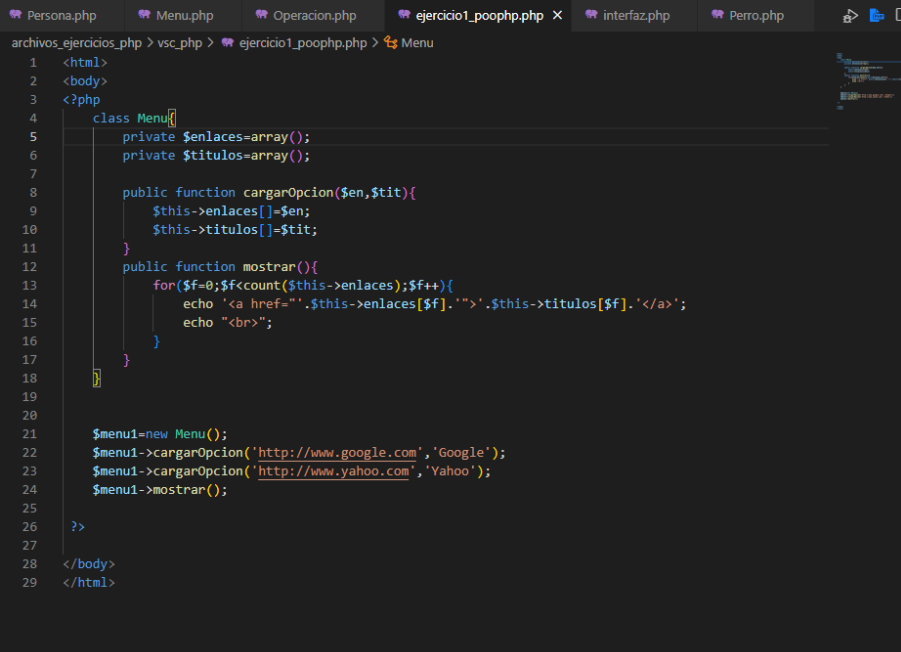 Persona.php Menu.php Operacion.php ejercicio1_poophp.php interfaz.php Perro.php
archivos_ejercicios_php > vsc_php > ejercicio1_poophp.php > Menu
1 <html>
2 <body>
3 <?php
4 class Menu{
5 private $enlaces=array();
6 private $titulos=array();
7
8 public function cargarOpcion($en,$tit){
9 $this->enlaces[]=$en;
10 $this->titulos[]=$tit;
11 }
12 public function mostrar(){
13 for($f=0;$f<count($this->enlaces);$f++){
14 echo '<a href="'.$this->enlaces[$f].'">'.$this->titulos[$f].'</a>';
15 echo "<br>";
16 }
17 }
18 }
19
20
21 $menu1=new Menu();
22 $menu1->cargarOpcion('http://www.google.com','Google');
23 $menu1->cargarOpcion('http://www.yahoo.com','Yahoo');
24 $menu1->mostrar();
25
26 ?>
27
28 </body>
29 </html>